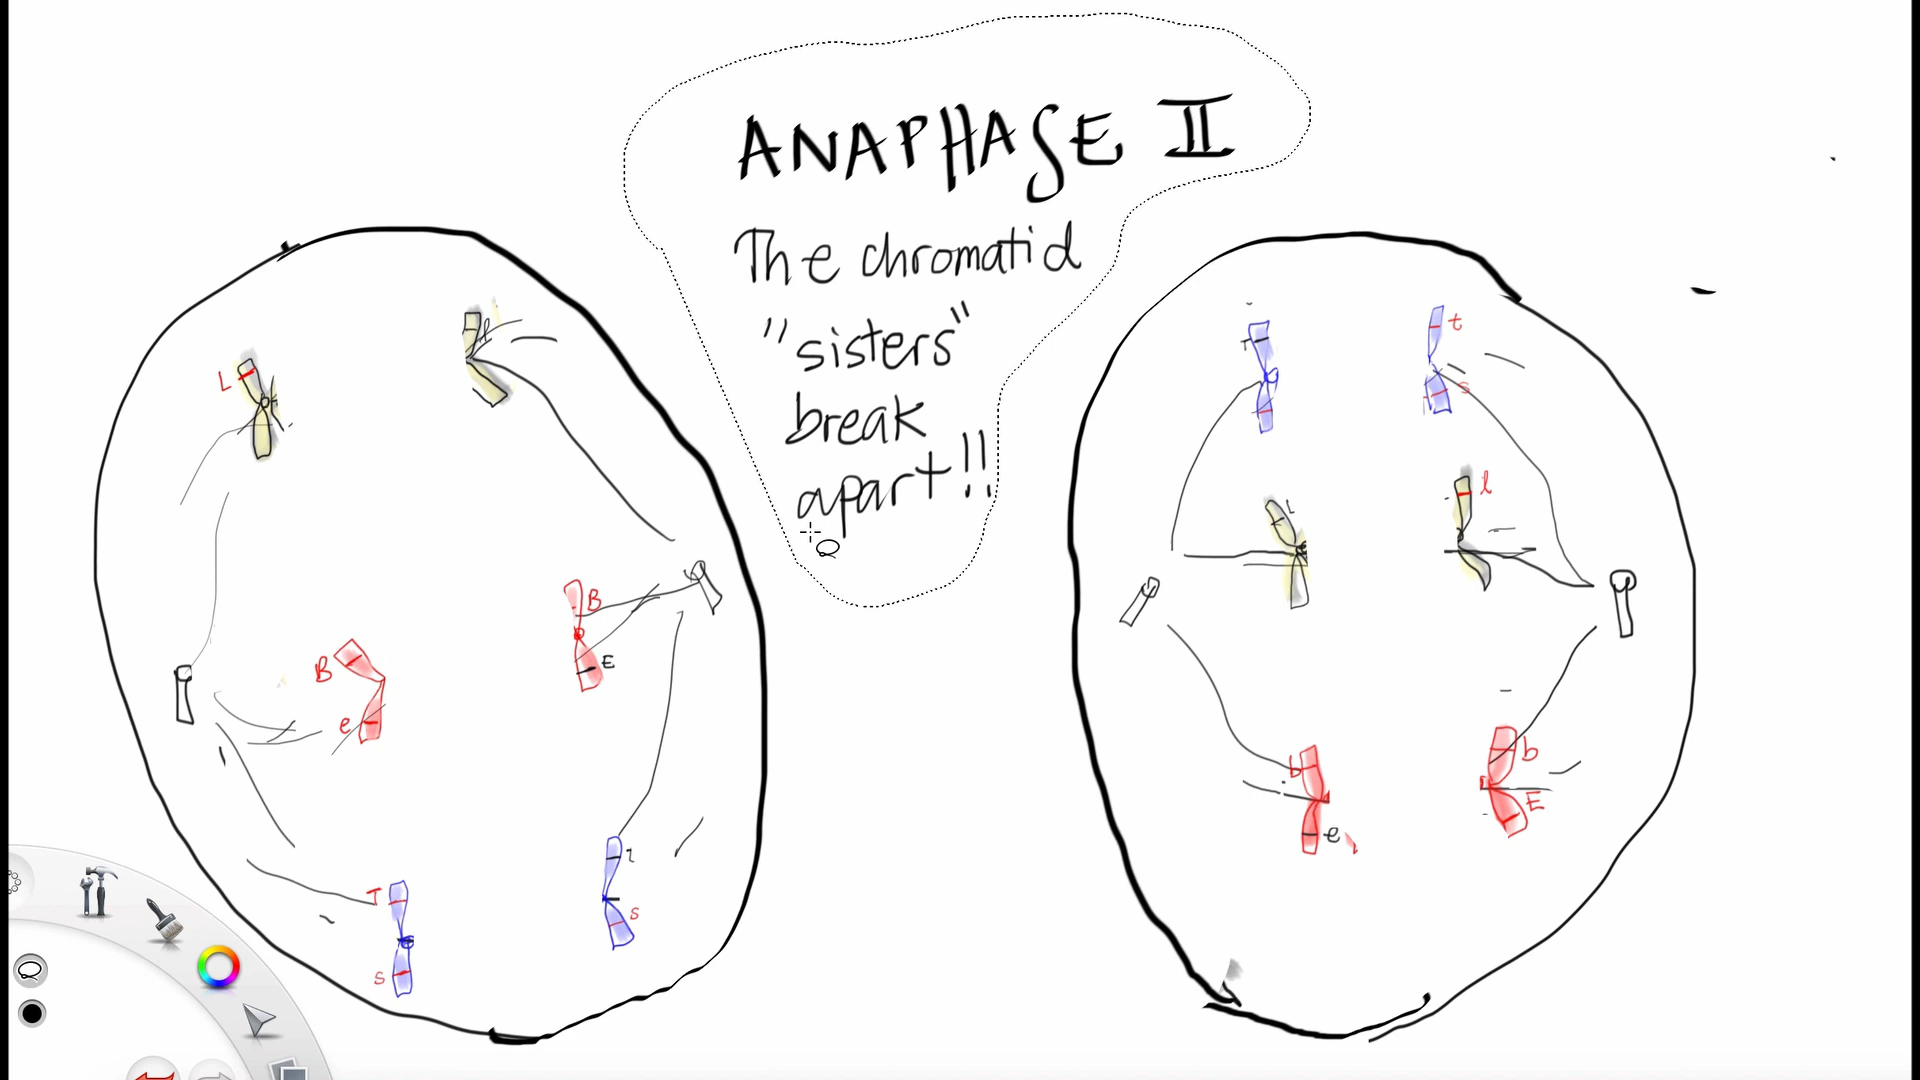 ANAPHASE II
The chromatid
"sisters"
break
apart!!
L
l
B
e
B
E
T
s
s
T
t
s
l
l
b
e
b
E